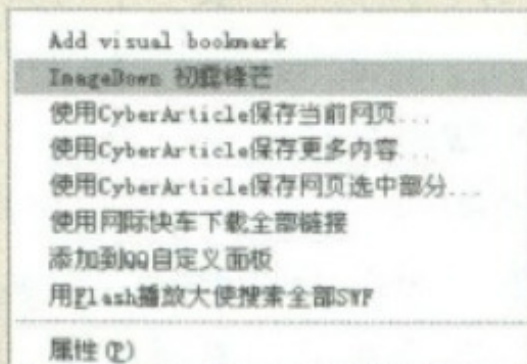 Add visual bookmark
ImageDown 初露锋芒
使用CyberArticle保存当前网页...
使用CyberArticle保存更多内容...
使用CyberArticle保存网页选中部分...
使用网际快车下载全部链接
添加到QQ自定义面板
用Flash播放大使搜索全部SWF
属性(P)